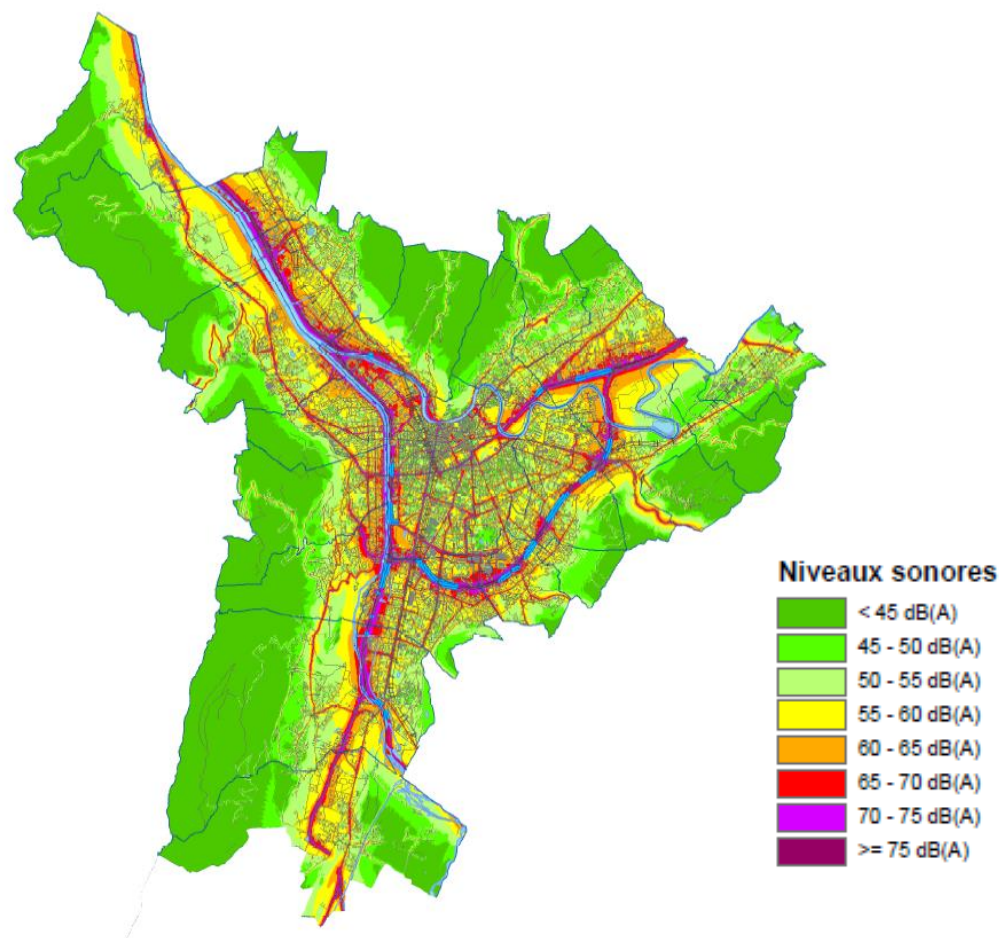 Niveaux sonores
< 45 dB(A)
45 - 50 dB(A)
50 - 55 dB(A)
55 - 60 dB(A)
60 - 65 dB(A)
65 - 70 dB(A)
70 - 75 dB(A)
>= 75 dB(A)